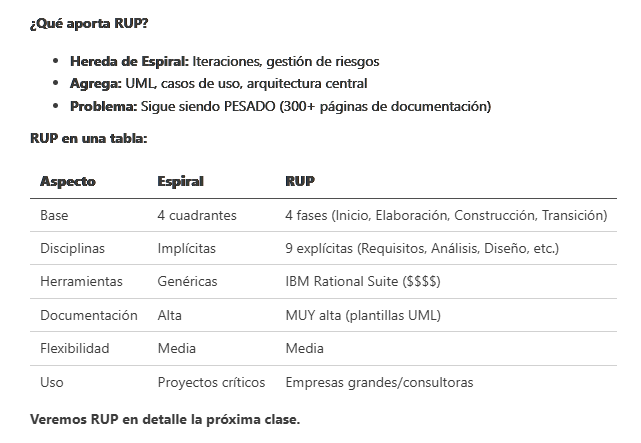 ¿Qué aporta RUP?
• Hereda de Espiral: Iteraciones, gestión de riesgos
• Agrega: UML, casos de uso, arquitectura central
• Problema: Sigue siendo PESADO (300+ páginas de documentación)
RUP en una tabla:
Aspecto Espiral RUP
Base 4 cuadrantes 4 fases (Inicio, Elaboración, Construcción, Transición)
Disciplinas Implícitas 9 explícitas (Requisitos, Análisis, Diseño, etc.)
Herramientas Genéricas IBM Rational Suite ($$$$)
Documentación Alta MUY alta (plantillas UML)
Flexibilidad Media Media
Uso Proyectos críticos Empresas grandes/consultoras
Veremos RUP en detalle la próxima clase.